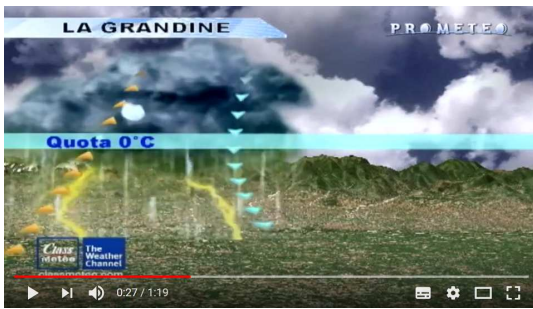 LA GRANDINE
PROMETEO
Quota 0°C
Class
Meteo
The
Weather
Channel
classmeteo.com
0:27 / 1:19